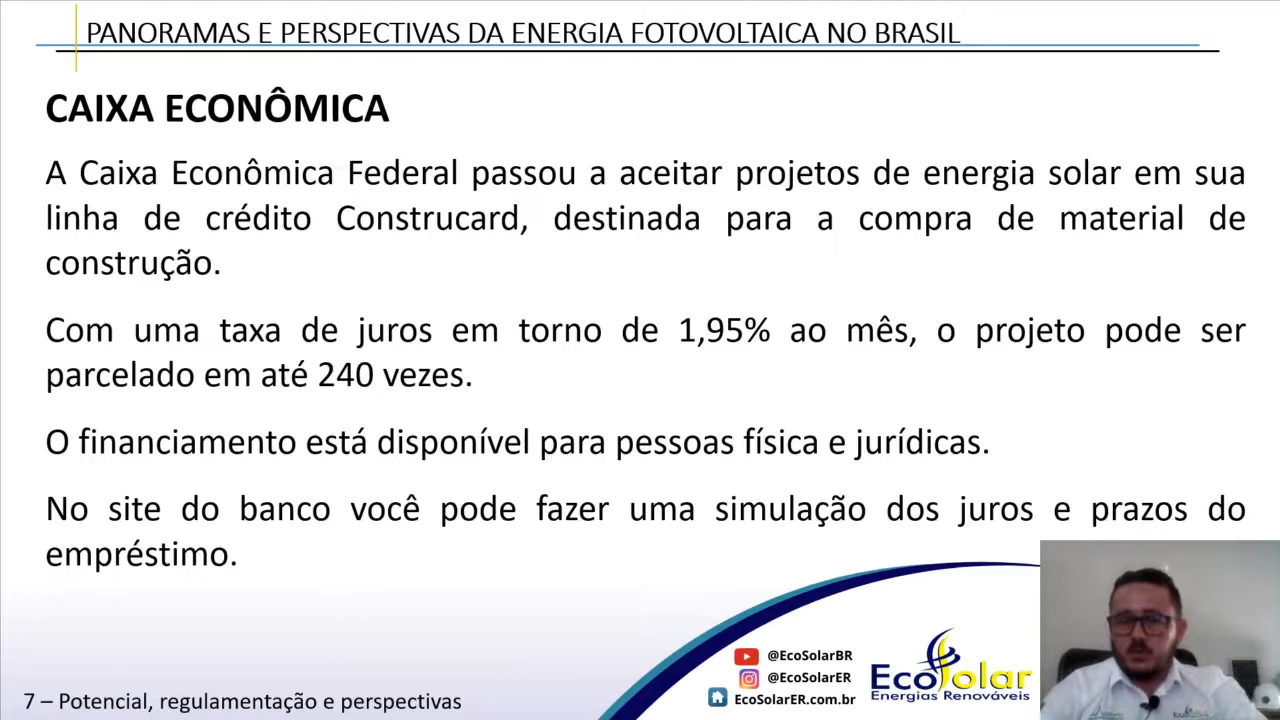 PANORAMAS E PERSPECTIVAS DA ENERGIA FOTOVOLTAICA NO BRASIL
CAIXA ECONÔMICA
A Caixa Econômica Federal passou a aceitar projetos de energia solar em sua
linha de crédito Construcard, destinada para a compra de material de
construção.
Com uma taxa de juros em torno de 1,95% ao mês, o projeto pode ser
parcelado em até 240 vezes.
O financiamento está disponível para pessoas física e jurídicas.
No site do banco você pode fazer uma simulação dos juros e prazos do
empréstimo.
@EcoSolarBR
@EcoSolarER
EcoSolarER.com.br
EcoSolar
Energias Renováveis
7 – Potencial, regulamentação e perspectivas